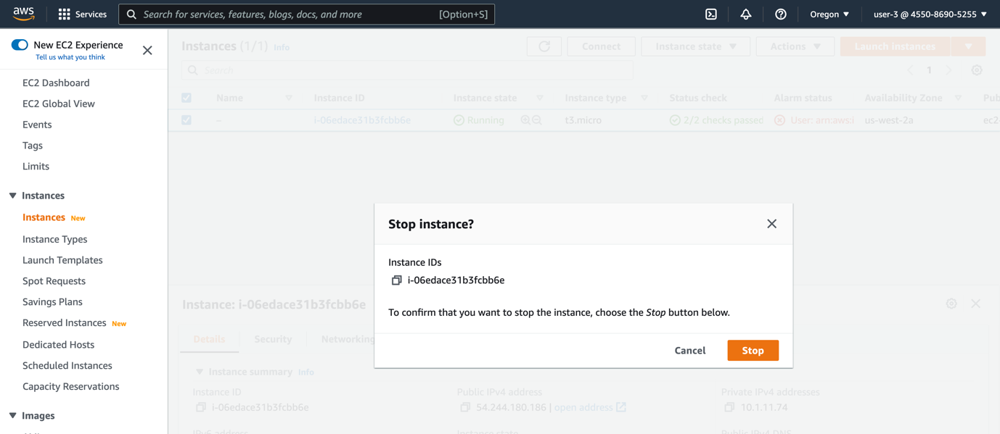 aws
Services
Search for services, features, blogs, docs, and more [Option+S]
Oregon ▼
user-3 @ 4550-8690-5255 ▼
New EC2 Experience
Tell us what you think
EC2 Dashboard
EC2 Global View
Events
Tags
Limits
Instances
Instances New
Instance Types
Launch Templates
Spot Requests
Savings Plans
Reserved Instances New
Dedicated Hosts
Scheduled Instances
Capacity Reservations
Images
Instances (1/1) Info
Connect
Instance state
Actions
Launch instances
Search
1
Name Instance ID Instance state Instance type Status check Alarm status Availability Zone
– i-06edace31b3fcbb6e Running t3.micro 2/2 checks passed User: arn:aws:i us-west-2a ec2
Stop instance?
Instance IDs
i-06edace31b3fcbb6e
To confirm that you want to stop the instance, choose the Stop button below.
Cancel Stop
Instance: i-06edace31b3fcbb6e
Details Security Networking
Instance summary Info
Instance ID Public IPv4 address Private IPv4 addresses
i-06edace31b3fcbb6e 54.244.180.186 | open address 10.1.11.74
IPv6 address Instance state Public IPv4 DNS